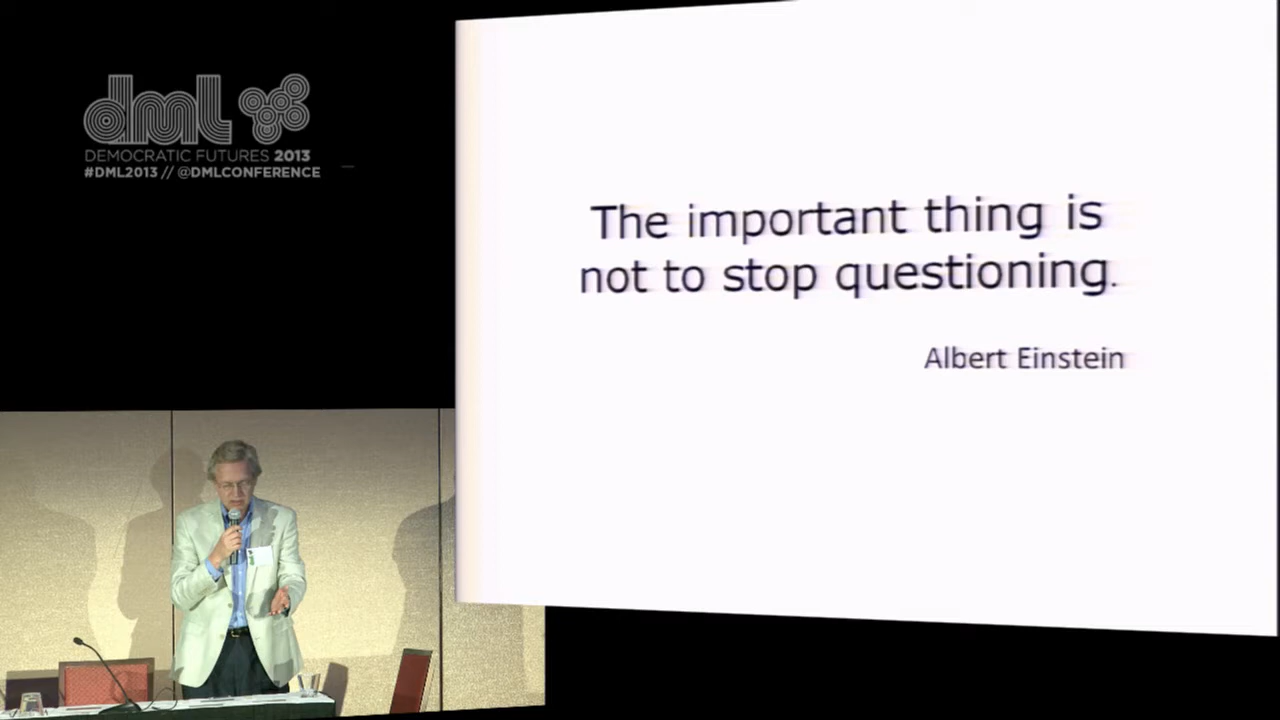 dml
DEMOCRATIC FUTURES 2013
#DML2013 // @DMLCONFERENCE
The important thing is
not to stop questioning.
Albert Einstein